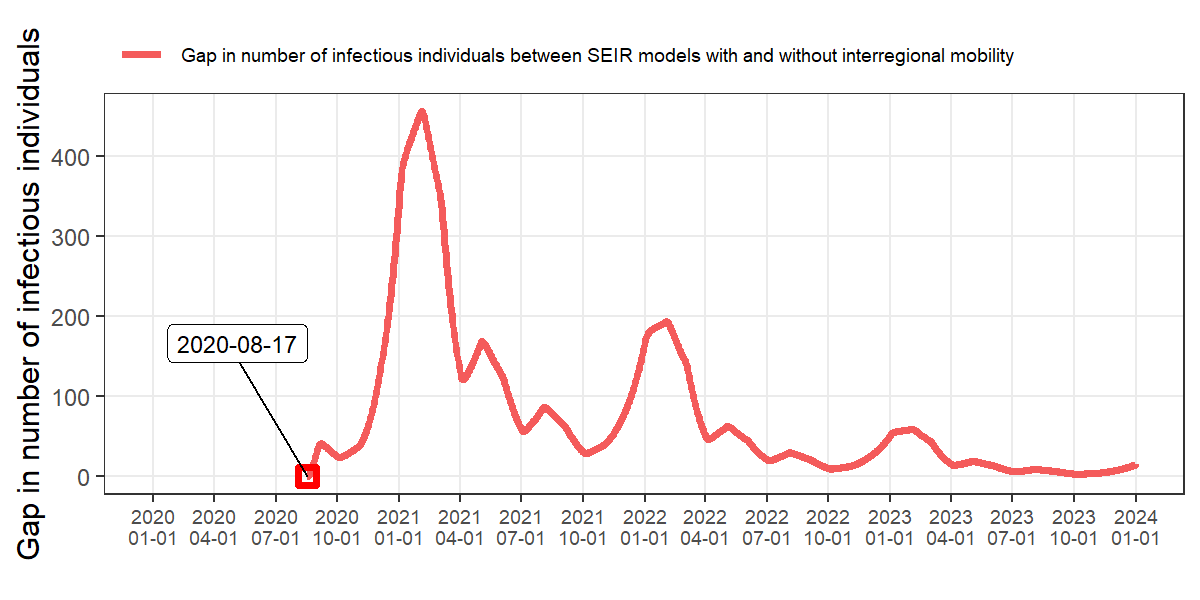 Gap in number of infectious individuals between SEIR models with and without interregional mobility
Gap in number of infectious individuals
400
300
200
100
0
2020-08-17
2020 2020 2020 2020 2021 2021 2021 2021 2022 2022 2022 2022 2023 2023 2023 2023 2024
01-01 04-01 07-01 10-01 01-01 04-01 07-01 10-01 01-01 04-01 07-01 10-01 01-01 04-01 07-01 10-01 01-01